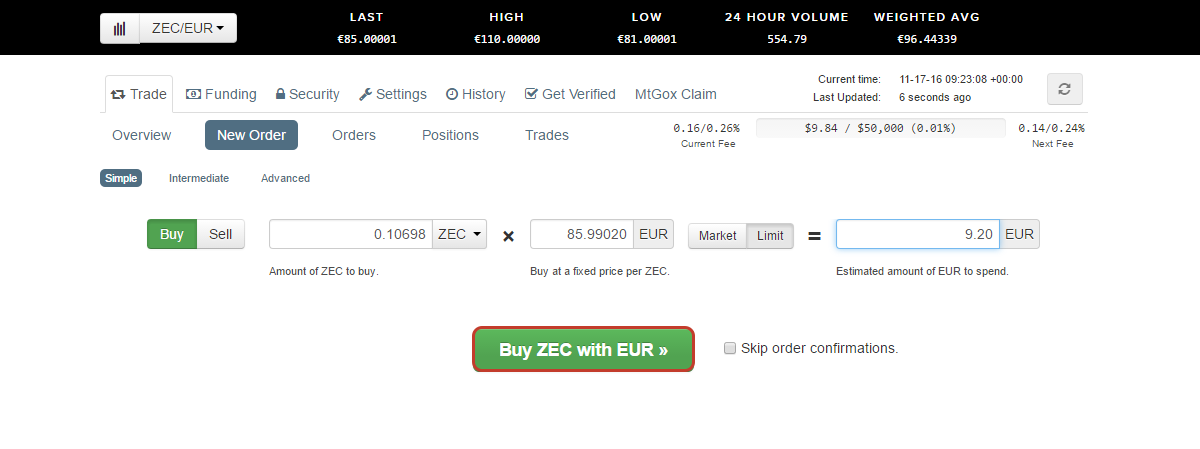 ZEC/EUR
LAST HIGH LOW 24 HOUR VOLUME WEIGHTED AVG
€85.00001 €110.00000 €81.00001 554.79 €96.44339
Trade Funding Security Settings History Get Verified MtGox Claim
Current time: 11-17-16 09:23:08 +00:00
Last Updated: 6 seconds ago
Overview New Order Orders Positions Trades
0.16/0.26% $9.84 / $50,000 (0.01%) 0.14/0.24%
Current Fee Next Fee
Simple Intermediate Advanced
Buy Sell 0.10698 ZEC × 85.99020 EUR Market Limit = 9.20 EUR
Amount of ZEC to buy. Buy at a fixed price per ZEC. Estimated amount of EUR to spend.
Buy ZEC with EUR » Skip order confirmations.